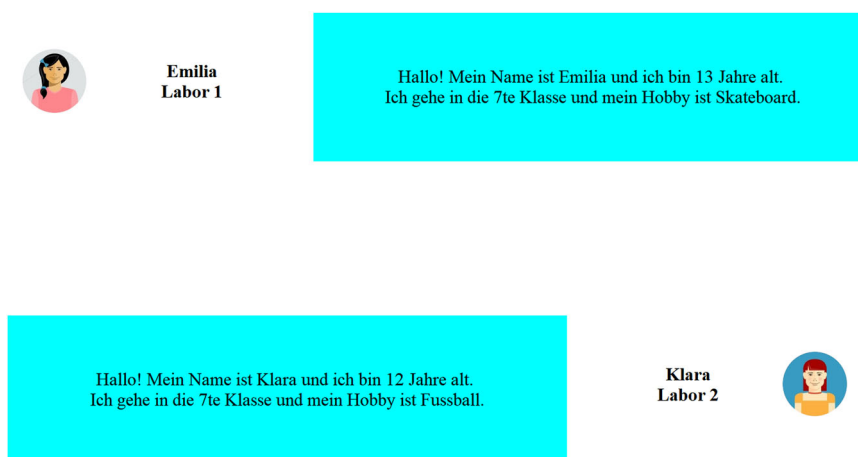 Emilia
Labor 1
Hallo! Mein Name ist Emilia und ich bin 13 Jahre alt.
Ich gehe in die 7te Klasse und mein Hobby ist Skateboard.
Hallo! Mein Name ist Klara und ich bin 12 Jahre alt.
Ich gehe in die 7te Klasse und mein Hobby ist Fussball.
Klara
Labor 2